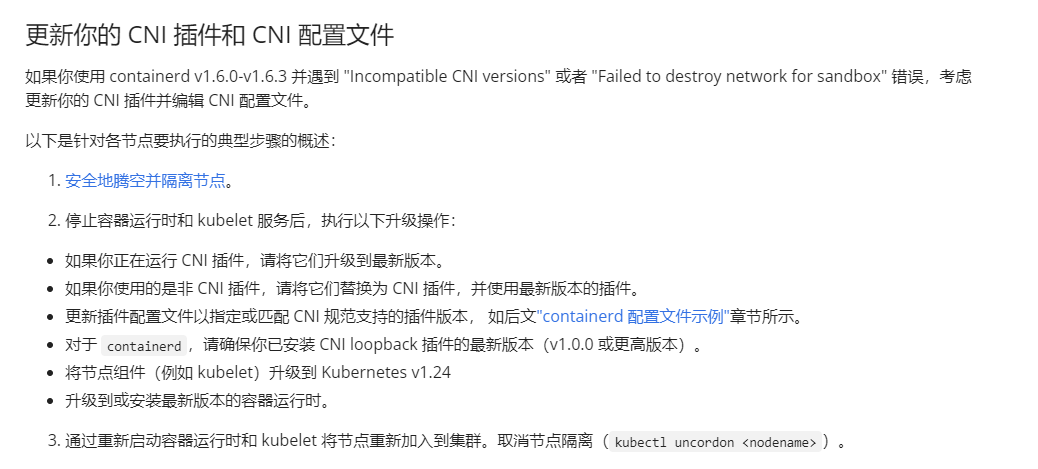 更新你的 CNI 插件和 CNI 配置文件
如果你使用 containerd v1.6.0-v1.6.3 并遇到 "Incompatible CNI versions" 或者 "Failed to destroy network for sandbox" 错误，考虑
更新你的 CNI 插件并编辑 CNI 配置文件。
以下是针对各节点要执行的典型步骤的概述：
1. 安全地腾空并隔离节点。
2. 停止容器运行时和 kubelet 服务后，执行以下升级操作：
• 如果你正在运行 CNI 插件，请将它们升级到最新版本。
• 如果你使用的是非 CNI 插件，请将它们替换为 CNI 插件，并使用最新版本的插件。
• 更新插件配置文件以指定或匹配 CNI 规范支持的插件版本， 如后文"containerd 配置文件示例"章节所示。
• 对于 containerd，请确保你已安装 CNI loopback 插件的最新版本（v1.0.0 或更高版本）。
• 将节点组件（例如 kubelet）升级到 Kubernetes v1.24
• 升级到或安装最新版本的容器运行时。
3. 通过重新启动容器运行时和 kubelet 将节点重新加入到集群。取消节点隔离（kubectl uncordon <nodename>）。